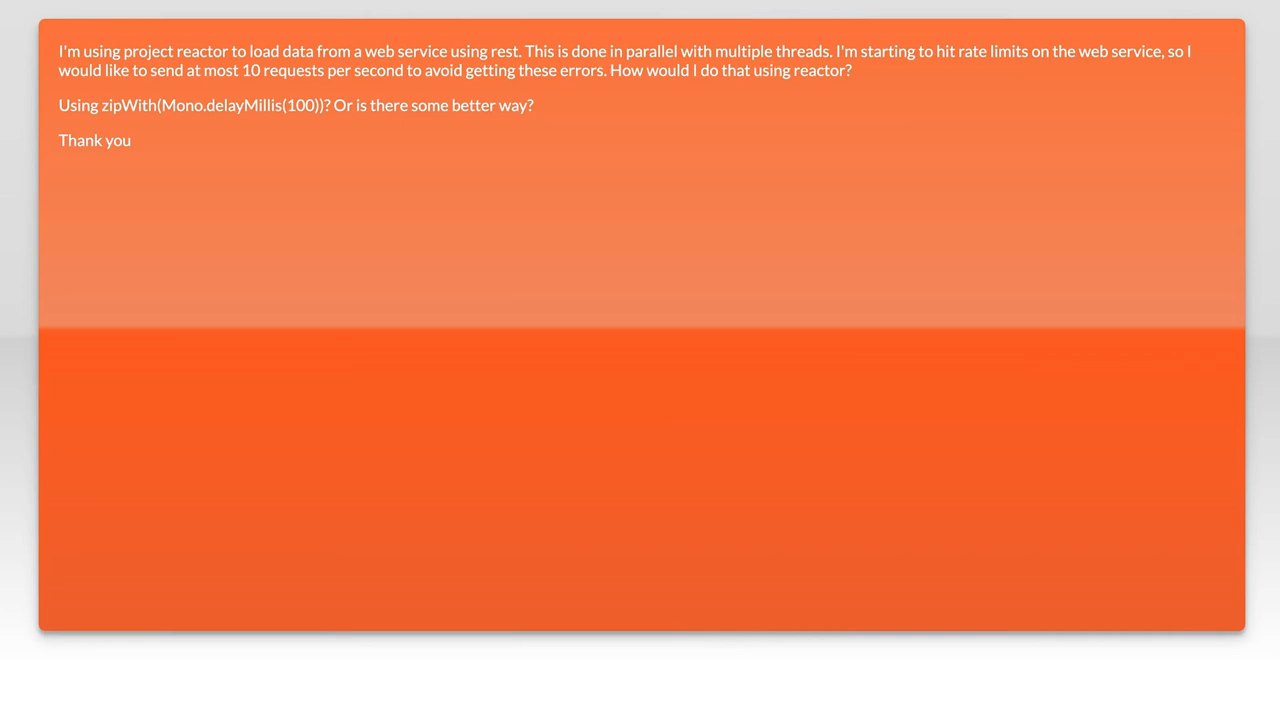 I'm using project reactor to load data from a web service using rest. This is done in parallel with multiple threads. I'm starting to hit rate limits on the web service, so I
would like to send at most 10 requests per second to avoid getting these errors. How would I do that using reactor?
Using zipWith(Mono.delayMillis(100))? Or is there some better way?
Thank you